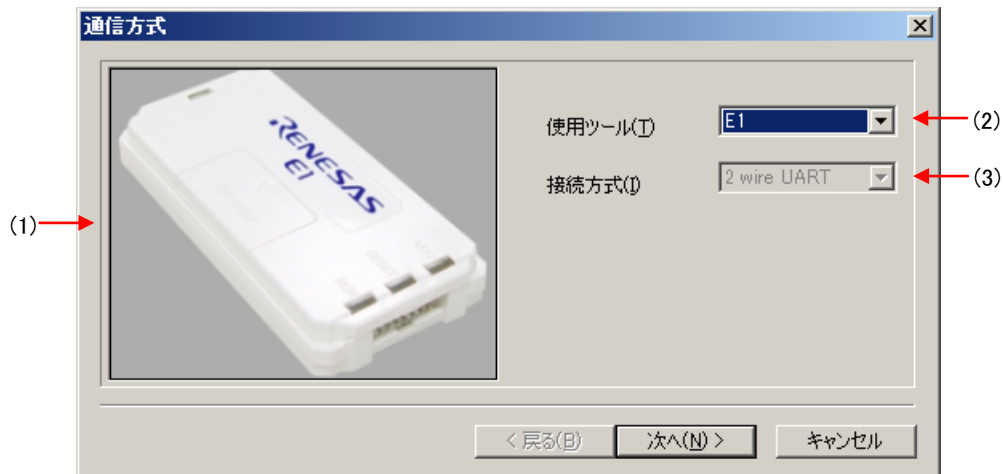 通信方式
RENESAS
E1
使用ツール(T)
E1
(2)
接続方式(I)
2 wire UART
(3)
(1)
< 戻る(B)
次へ(N) >
キャンセル